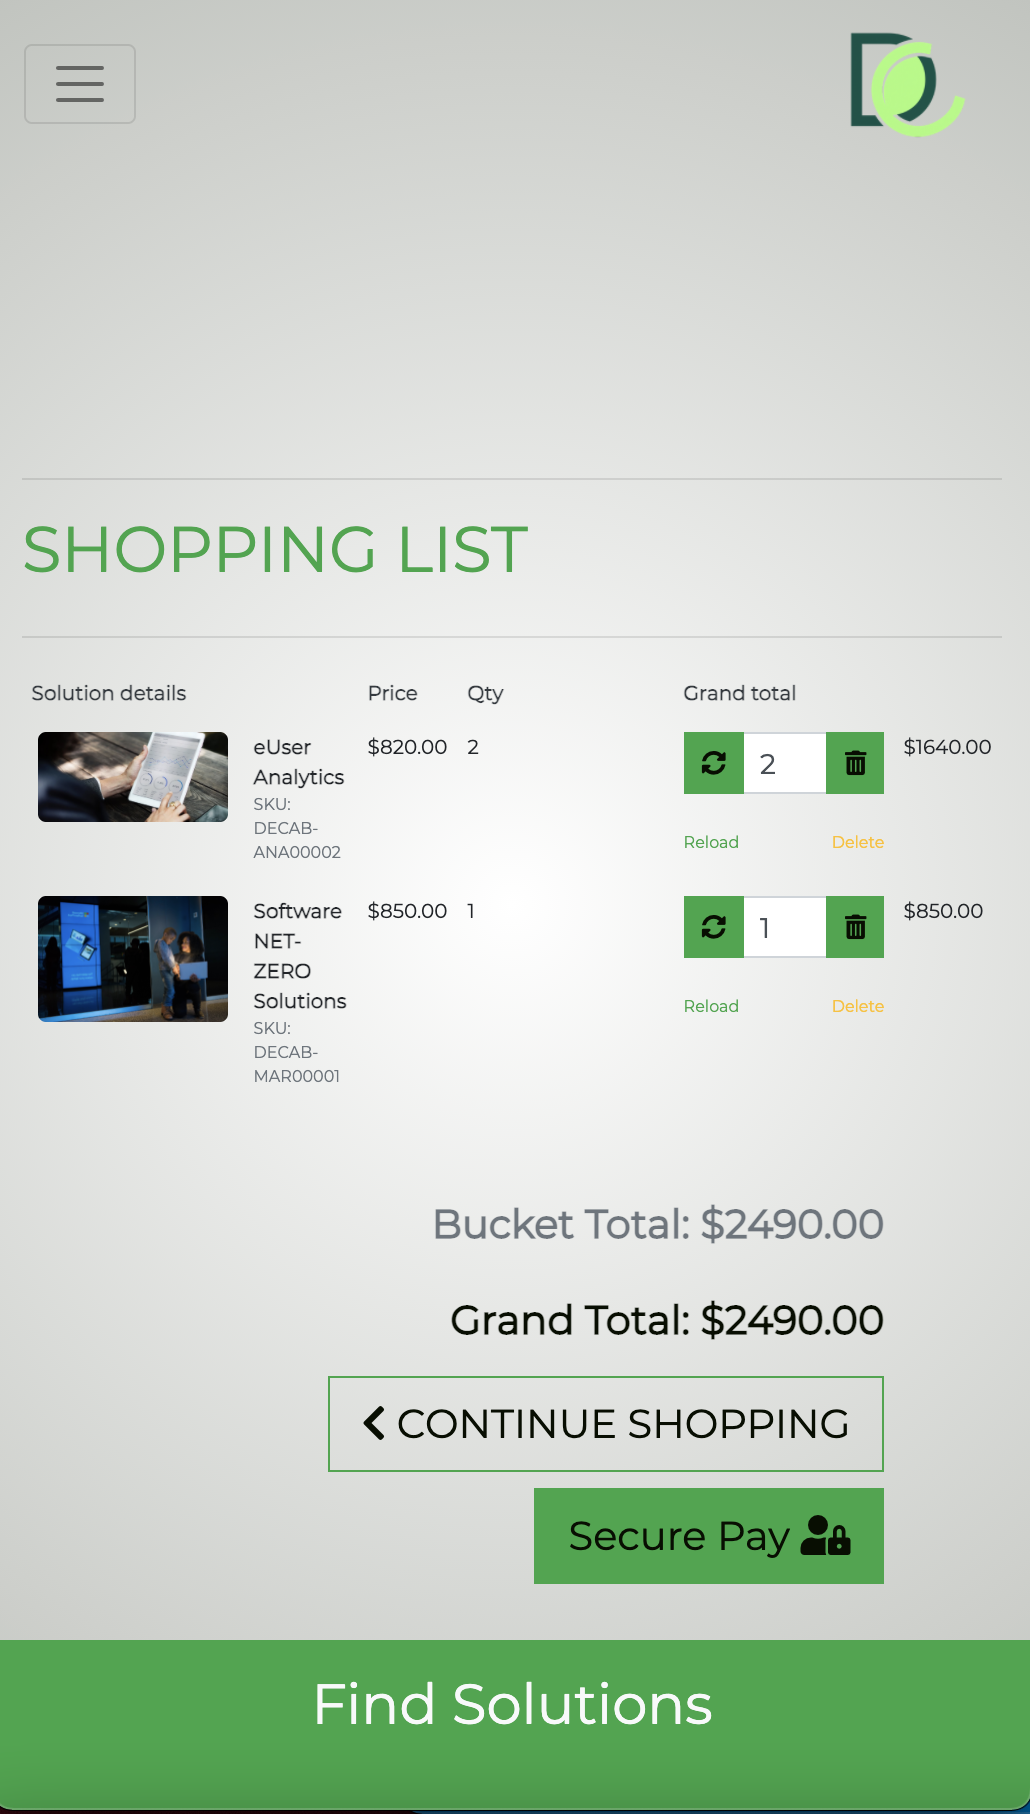 SHOPPING LIST
Solution details Price Qty Grand total
eUser
Analytics
SKU:
DECAB-
ANA00002
$820.00 2 2 $1640.00
Reload Delete
Software
NET-
ZERO
Solutions
SKU:
DECAB-
MAR00001
$850.00 1 1 $850.00
Reload Delete
Bucket Total: $2490.00
Grand Total: $2490.00
CONTINUE SHOPPING
Secure Pay
Find Solutions